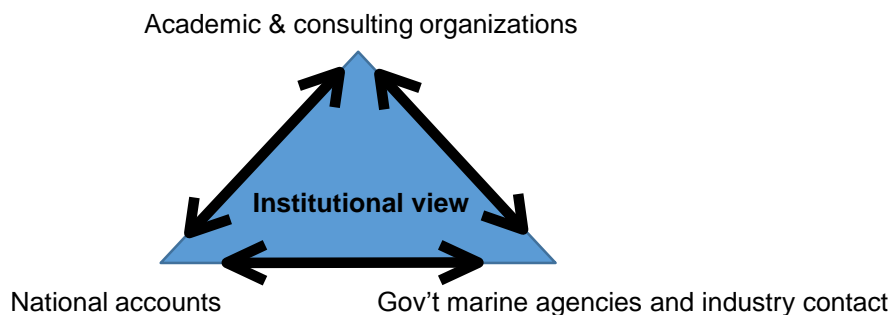 Academic & consulting organizations
Institutional view
National accounts
Gov't marine agencies and industry contact